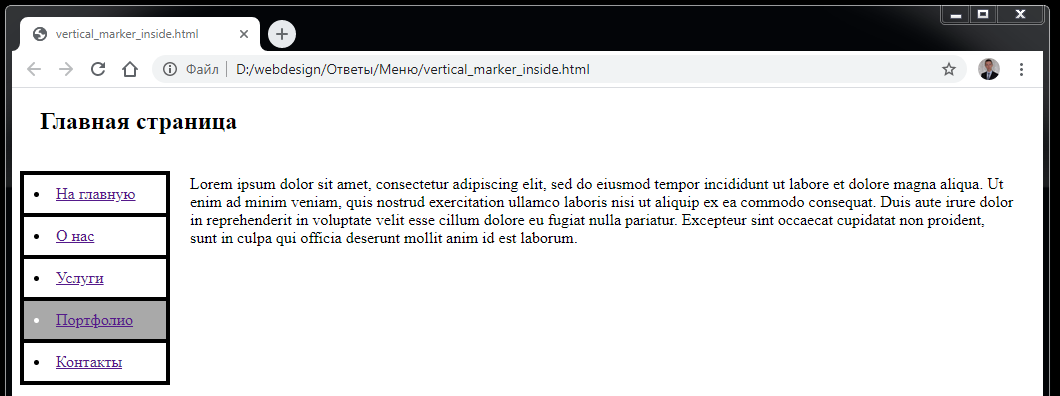 vertical_marker_inside.html
Файл | D:/webdesign/Ответы/Меню/vertical_marker_inside.html
Главная страница
• На главную
• О нас
• Услуги
• Портфолио
• Контакты
Lorem ipsum dolor sit amet, consectetur adipiscing elit, sed do eiusmod tempor incididunt ut labore et dolore magna aliqua. Ut
enim ad minim veniam, quis nostrud exercitation ullamco laboris nisi ut aliquip ex ea commodo consequat. Duis aute irure dolor
in reprehenderit in voluptate velit esse cillum dolore eu fugiat nulla pariatur. Excepteur sint occaecat cupidatat non proident,
sunt in culpa qui officia deserunt mollit anim id est laborum.